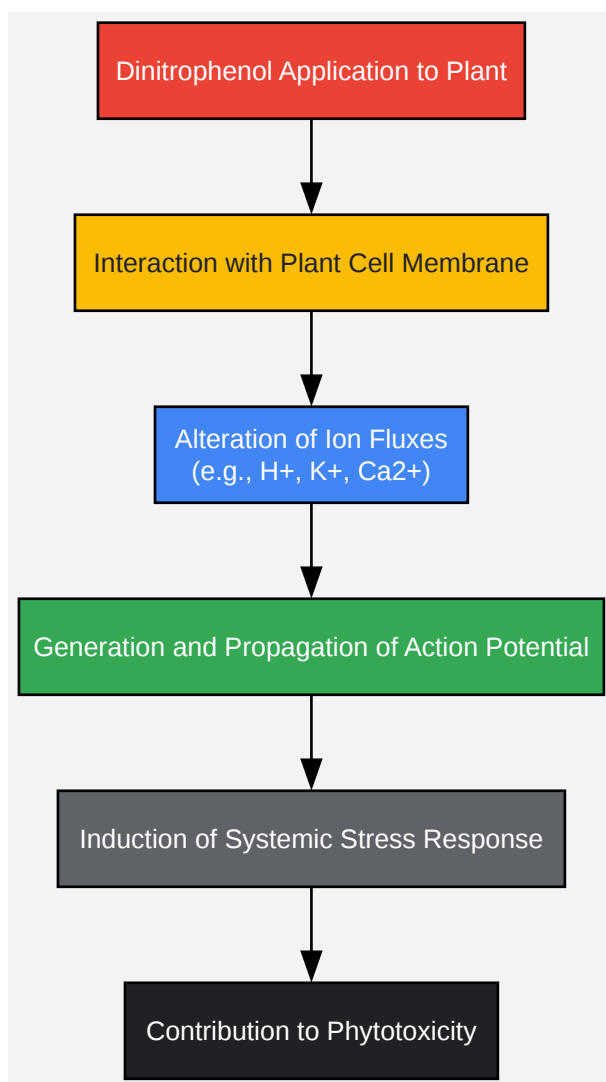 Dinitrophenol Application to Plant
Interaction with Plant Cell Membrane
Alteration of Ion Fluxes
(e.g., H+, K+, Ca2+)
Generation and Propagation of Action Potential
Induction of Systemic Stress Response
Contribution to Phytotoxicity